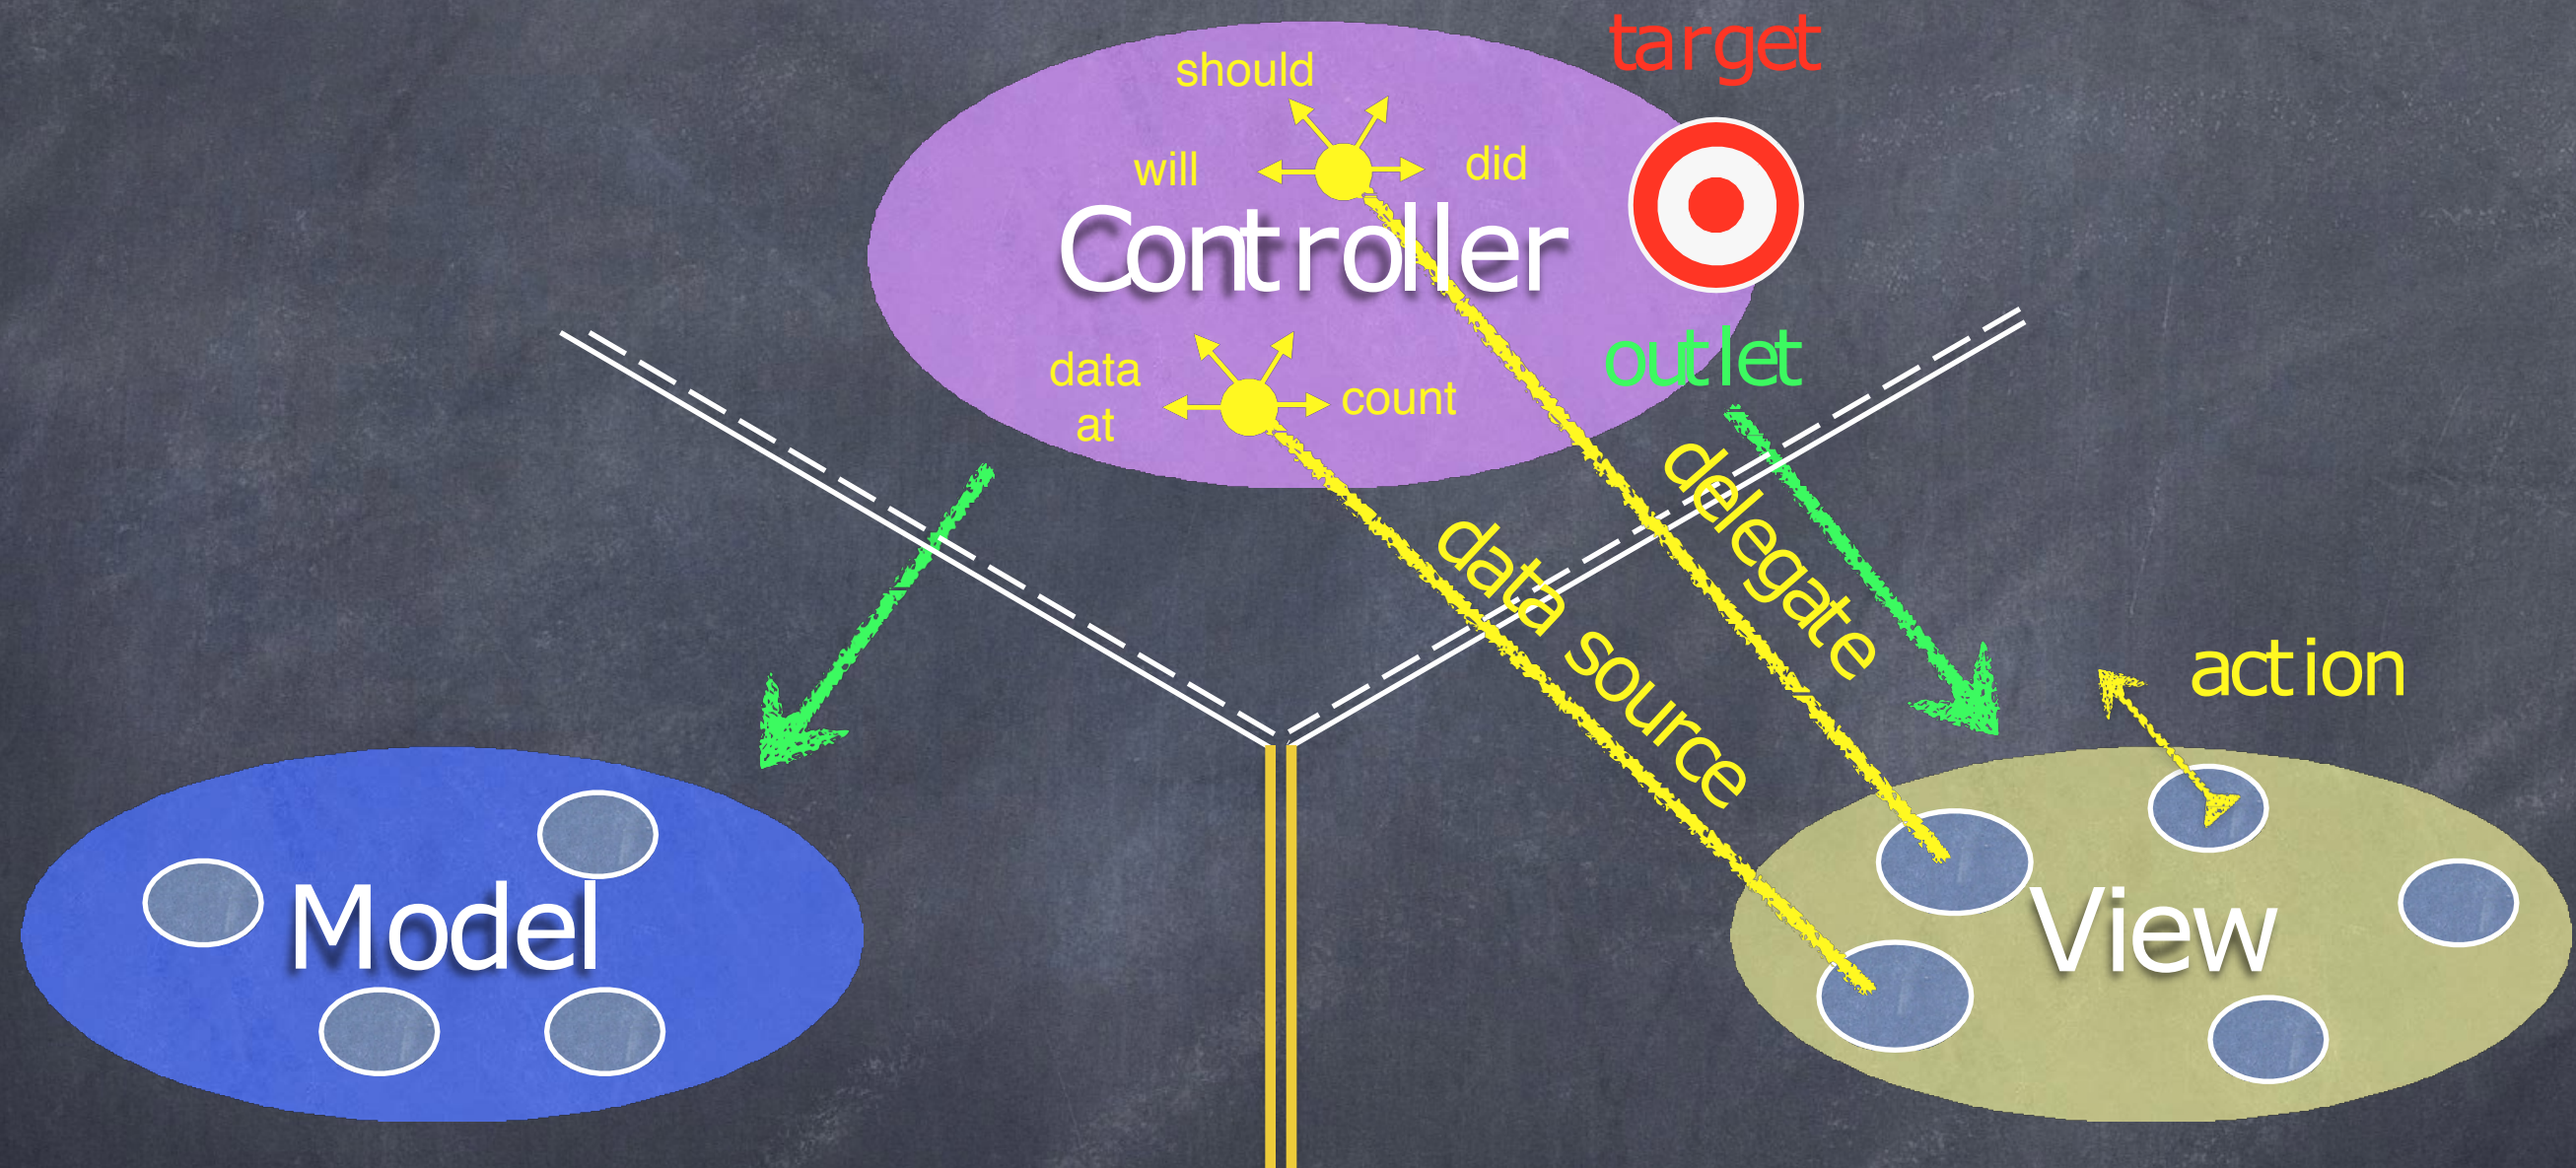 target
should
will
did
Controller
outlet
data
at
count
delegate
data source
action
Model
View